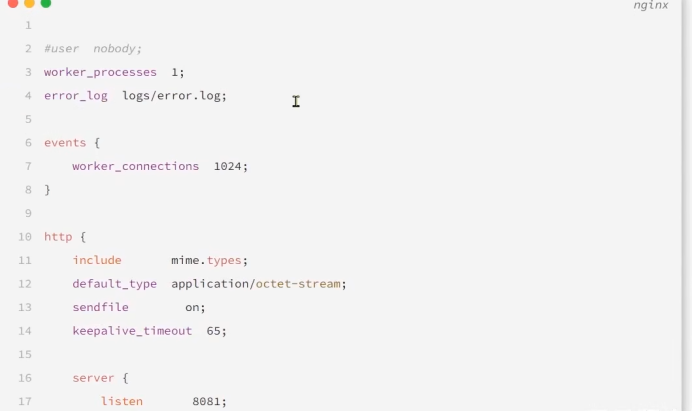 nginx
1
2 #user  nobody;
3 worker_processes  1;
4 error_log  logs/error.log;
5
6 events {
7     worker_connections  1024;
8 }
9
10 http {
11     include       mime.types;
12     default_type  application/octet-stream;
13     sendfile        on;
14     keepalive_timeout  65;
15
16     server {
17         listen       8081;